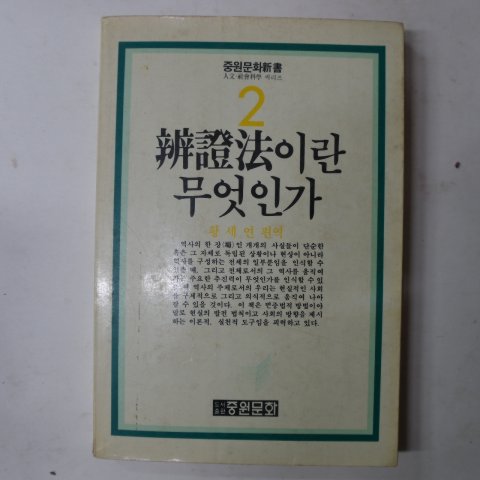 중원문화新書
人文·社會科學 시리즈
2
辨證法이란
무엇인가
황 세 연 편역
역사의 한 장(場)인 개개의 사실들이 단순한
혹은 그 자체로 독립된 상황이나 현상이 아니라
역사를 구성하는 전체의 일부분임을 인식할 수
있을 때, 그리고 전체로서의 그 역사를 움직여
가는 주요한 추진력이 무엇인가를 인식할 수 있
을 때 역사의 주체로서의 우리는 현실적인 사회
를 구체적으로 그리고 의식적으로 움직여 나아
갈 수 있을 것이다. 이 책은 변증법적 방법이야
말로 현실의 발전 법칙이고 사회의 방향을 제시
하는 이론적, 실천적 도구임을 피력하고 있다.
도서
출판 중원문화